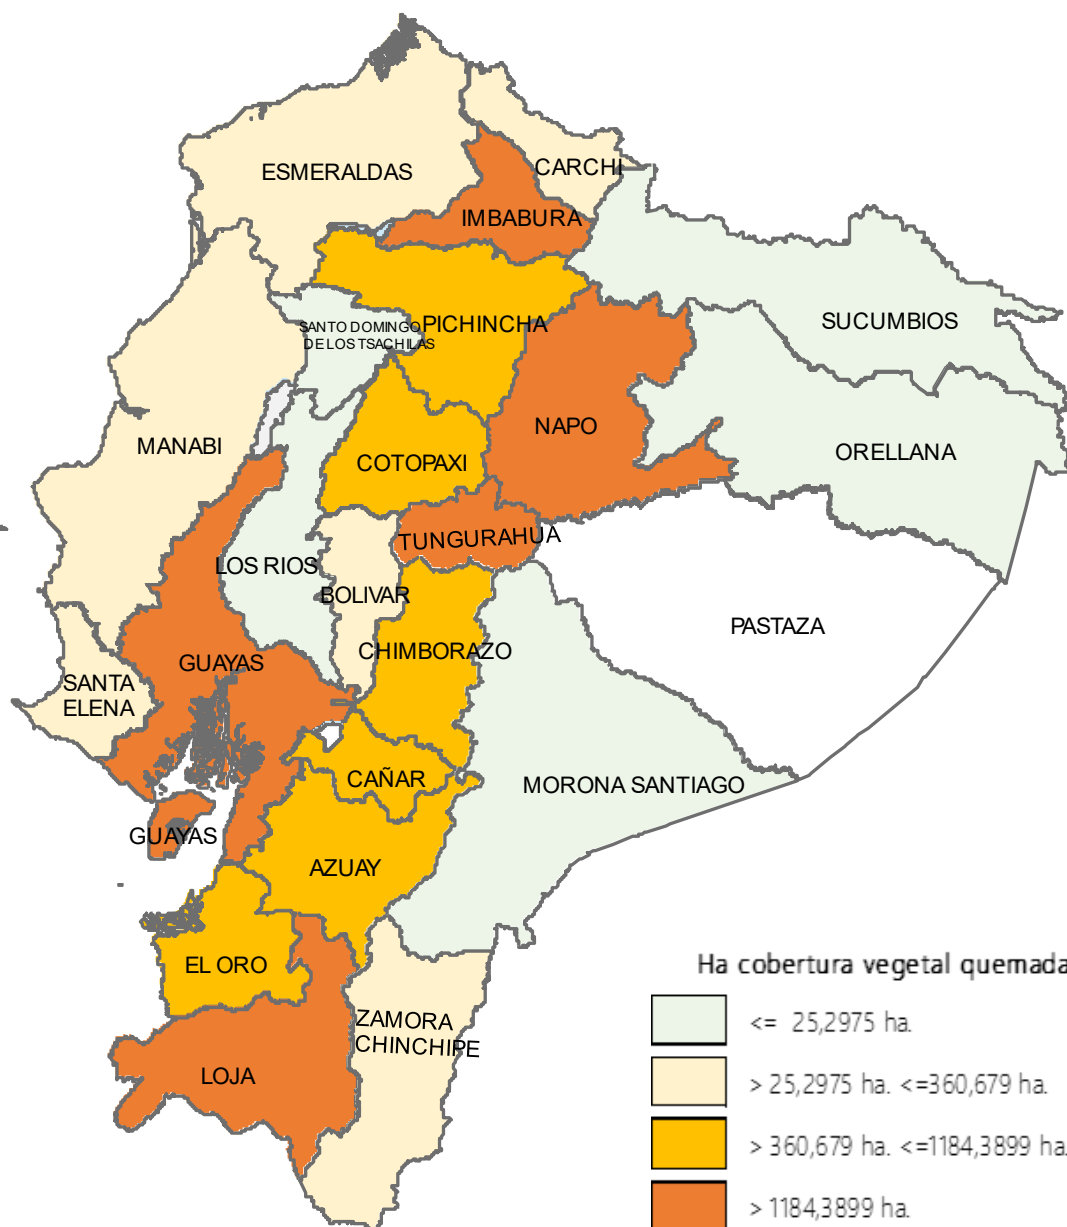 ESMERALDAS
CARCHI
IMBABURA
SUCUMBIOS
SANTO DOMINGO
DE LOS TSACHILAS
PICHINCHA
NAPO
MANABI
ORELLANA
COTOPAXI
TUNGURAHUA
LOS RIOS
BOLIVAR
PASTAZA
CHIMBORAZO
GUAYAS
SANTA
ELENA
CAÑAR
MORONA SANTIAGO
GUAYAS
AZUAY
EL ORO
ZAMORA
CHINCHIPE
LOJA
Ha cobertura vegetal quemada
<= 25,2975 ha.
> 25,2975 ha. <=360,679 ha.
> 360,679 ha. <=1184,3899 ha.
> 1184,3899 ha.